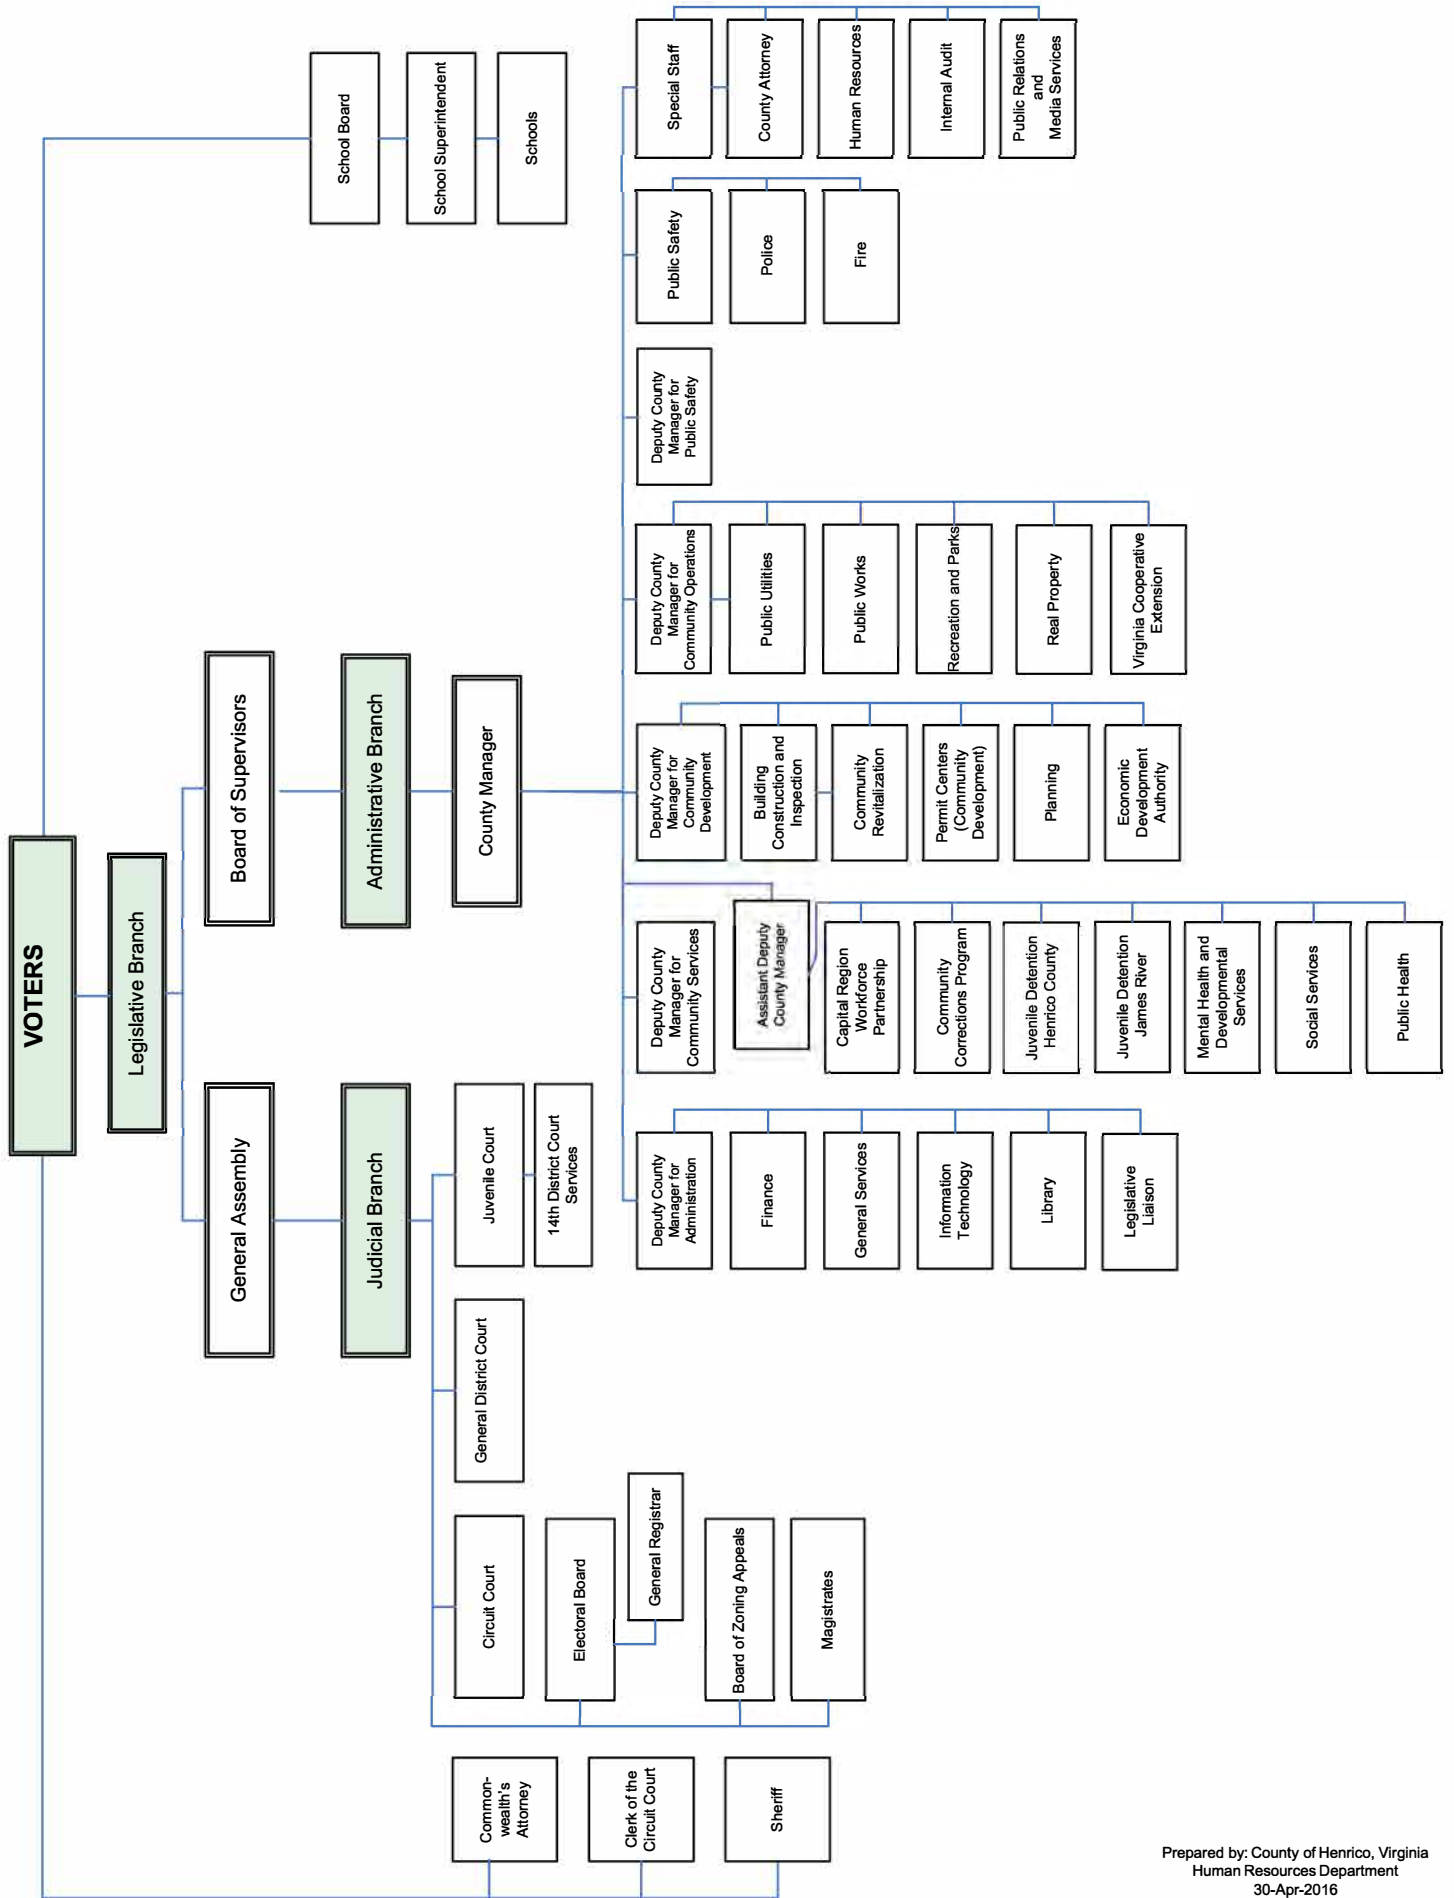 VOTERS
Legislative Branch
General Assembly
Board of Supervisors
Judicial Branch
Administrative Branch
County Manager
School Board
School Superintendent
Schools
Common-
wealth's
Attorney
Clerk of the
Circuit Court
Sheriff
Circuit Court
General District Court
Juvenile Court
14th District Court
Services
Electoral Board
General Registrar
Board of Zoning Appeals
Magistrates
Deputy County
Manager for
Administration
Finance
General Services
Information
Technology
Library
Legislative
Liaison
Deputy County
Manager for
Community Services
Assistant Deputy
County Manager
Capital Region
Workforce
Partnership
Community
Corrections Program
Juvenile Detention
Henrico County
Juvenile Detention
James River
Mental Health and
Developmental
Services
Social Services
Public Health
Deputy County
Manager for
Community
Development
Building
Construction and
Inspection
Community
Revitalization
Permit Centers
(Community
Development)
Planning
Economic
Development
Authority
Deputy County
Manager for
Community Operations
Public Utilities
Public Works
Recreation and Parks
Real Property
Virginia Cooperative
Extension
Deputy County
Manager for
Public Safety
Public Safety
Police
Fire
Special Staff
County Attorney
Human Resources
Internal Audit
Public Relations
and
Media Services
Prepared by: County of Henrico, Virginia
Human Resources Department
30-Apr-2016